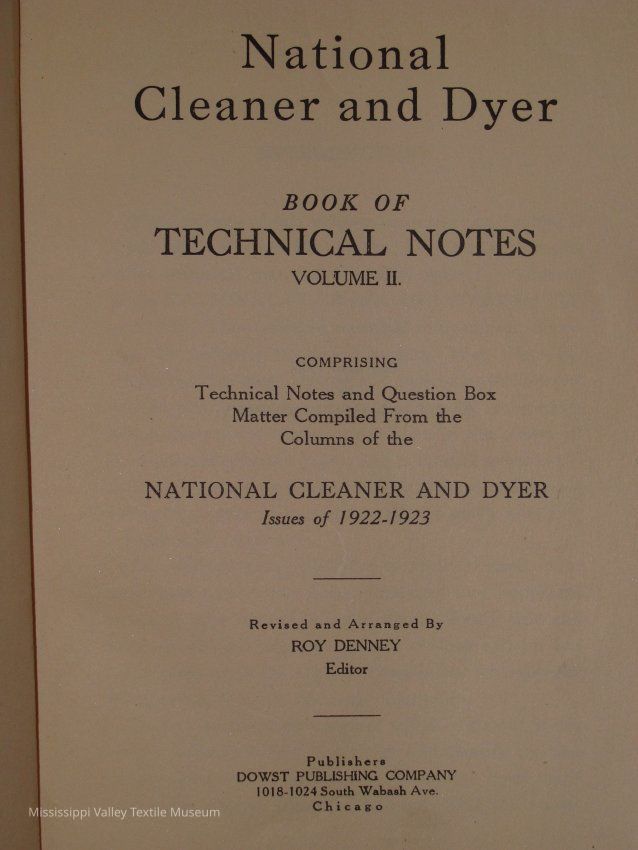 National
Cleaner and Dyer
BOOK OF
TECHNICAL NOTES
VOLUME II.
COMPRISING
Technical Notes and Question Box
Matter Compiled From the
Columns of the
NATIONAL CLEANER AND DYER
Issues of 1922-1923
Revised and Arranged By
ROY DENNEY
Editor
Publishers
DOWST PUBLISHING COMPANY
1018-1024 South Wabash Ave.
Chicago
Mississippi Valley Textile Museum